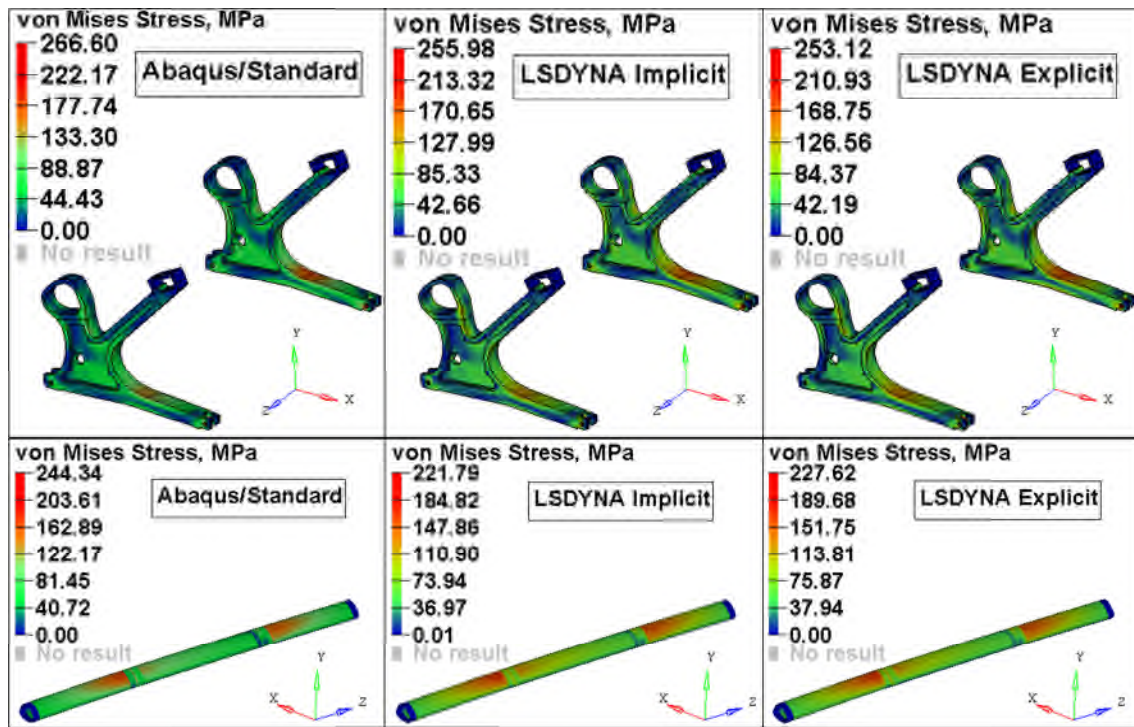 von Mises Stress, MPa
266.60
222.17
177.74
133.30
88.87
44.43
0.00
No result
Abaqus/Standard
Y
X
Z
von Mises Stress, MPa
255.98
213.32
170.65
127.99
85.33
42.66
0.00
No result
LSDYNA Implicit
Y
X
Z
von Mises Stress, MPa
253.12
210.93
168.75
126.56
84.37
42.19
0.00
No result
LSDYNA Explicit
Y
X
Z
von Mises Stress, MPa
244.34
203.61
162.89
122.17
81.45
40.72
0.00
No result
Abaqus/Standard
Y
X
Z
von Mises Stress, MPa
221.79
184.82
147.86
110.90
73.94
36.97
0.01
No result
LSDYNA Implicit
Y
X
Z
von Mises Stress, MPa
227.62
189.68
151.75
113.81
75.87
37.94
0.00
No result
LSDYNA Explicit
Y
X
Z